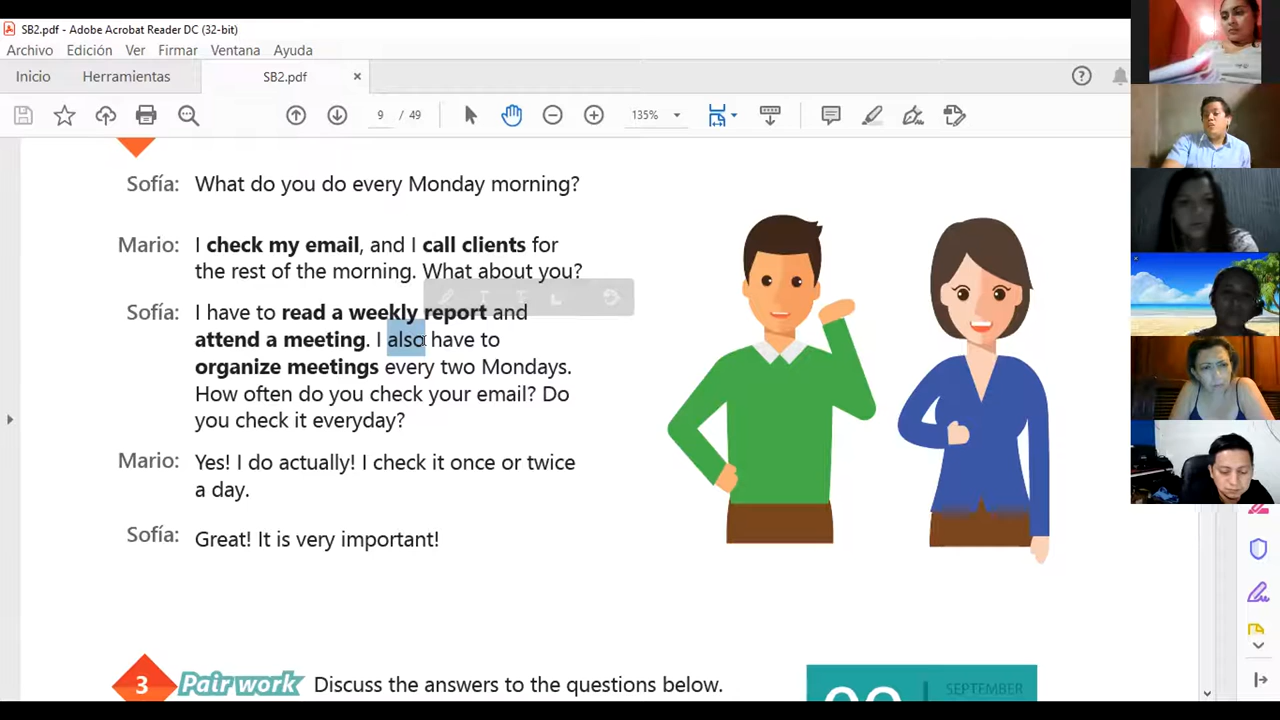 SB2.pdf - Adobe Acrobat Reader DC (32-bit)
Archivo Edición Ver Firmar Ventana Ayuda
Inicio Herramientas SB2.pdf ×
9 / 49 135%
Sofía: What do you do every Monday morning?
Mario: I check my email, and I call clients for
the rest of the morning. What about you?
Sofía: I have to read a weekly report and
attend a meeting. I also have to
organize meetings every two Mondays.
How often do you check your email? Do
you check it everyday?
Mario: Yes! I do actually! I check it once or twice
a day.
Sofía: Great! It is very important!
3 Pair work Discuss the answers to the questions below.
SEPTEMBER